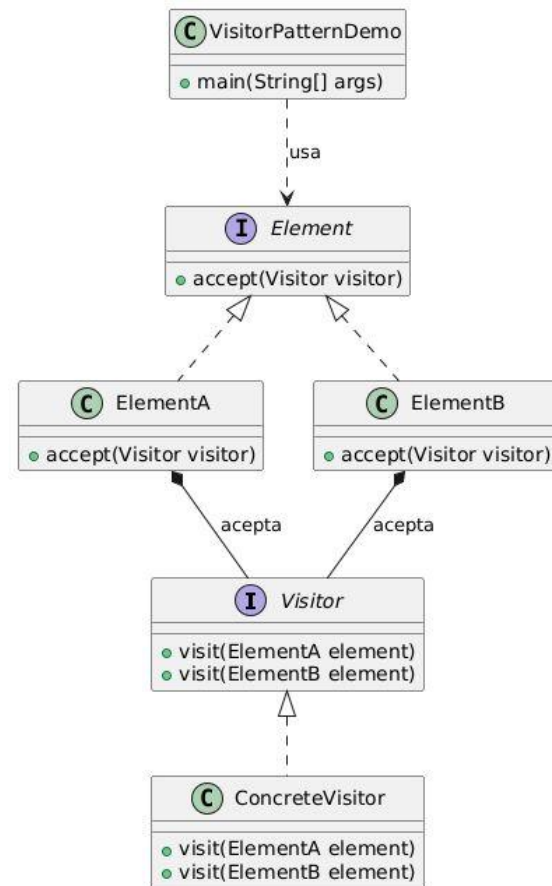 C VisitorPatternDemo
main(String[] args)
usa
I Element
accept(Visitor visitor)
C ElementA
accept(Visitor visitor)
C ElementB
accept(Visitor visitor)
acepta
acepta
I Visitor
visit(ElementA element)
visit(ElementB element)
C ConcreteVisitor
visit(ElementA element)
visit(ElementB element)